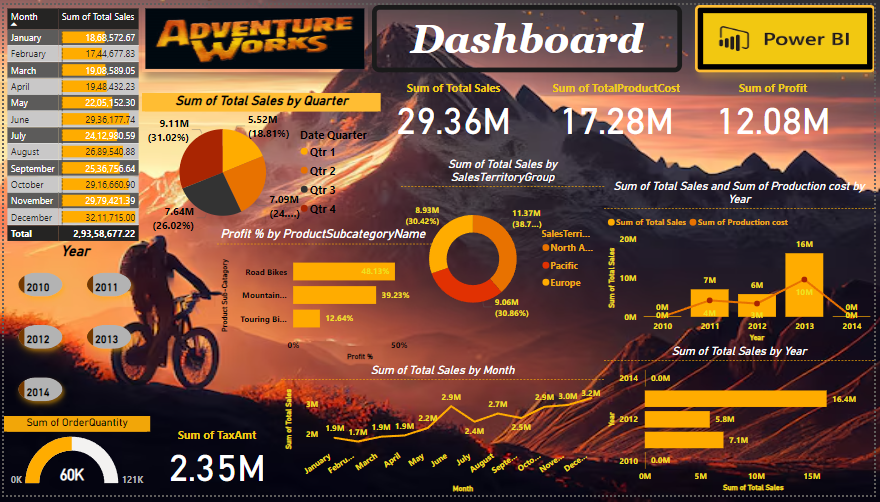 Month Sum of Total Sales
January 18,68,572.67
February 17,44,677.83
March 19,08,589.05
April 19,48,432.23
May 22,05,152.30
June 29,36,177.74
July 24,12,980.59
August 26,89,540.88
September 25,36,756.64
October 29,16,660.90
November 29,79,421.39
December 32,11,715.00
Total 2,93,58,677.22
ADVENTURE
WORKS
Dashboard
Power BI
Sum of Total Sales
29.36M
Sum of TotalProductCost
17.28M
Sum of Profit
12.08M
Sum of Total Sales by Quarter
9.11M
(31.02%)
5.52M
(18.81%)
7.09M
(24....)
7.64M
(26.02%)
Date Quarter
Qtr 1
Qtr 2
Qtr 3
Qtr 4
Sum of Total Sales by
SalesTerritoryGroup
8.93M
(30.42%)
11.37M
(38.7...)
9.06M
(30.86%)
SalesTerri...
North A...
Pacific
Europe
Sum of Total Sales and Sum of Production cost by
Year
Sum of Total Sales Sum of Production cost
Sum of Total Sales
20M
10M
0M
0M
0M
7M
4M
6M
3M
16M
10M
0M
0M
2010 2011 2012 2013 2014
Year
Year
2010 2011
2012 2013
2014
Profit % by ProductSubcategoryName
Product Sub-Catagory
Road Bikes 48.13%
Mountain... 39.23%
Touring Bi... 12.64%
0% 50%
Profit %
Sum of Total Sales by Month
Sum of Total Sales
3M
2M
1.9M 1.7M 1.9M 1.9M 2.2M 2.9M 2.4M 2.7M 2.5M 2.9M 3.0M 3.2M
January Febru... March April May June July August Septe... Octo... Nove... Dece...
Month
Sum of Total Sales by Year
Year
2014 0.0M
16.4M
2012 5.8M
7.1M
2010 0.0M
0M 5M 10M 15M
Sum of Total Sales
Sum of OrderQuantity
60K
0K 121K
Sum of TaxAmt
2.35M